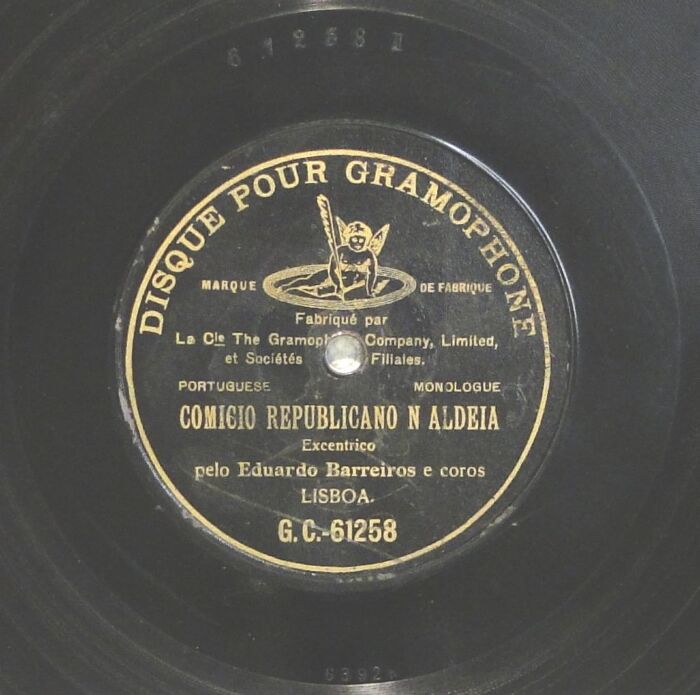 61258I
DISQUE POUR GRAMOPHONE
MARQUE DE FABRIQUE
Fabriqué par
La Cie The Company, Limited,
et Sociétés Filiales.
PORTUGUESE MONOLOGUE
COMICIO REPUBLICANO N ALDEIA
Excentrico
pelo Eduardo Barreiros e coros
LISBOA.
G.C.-61258